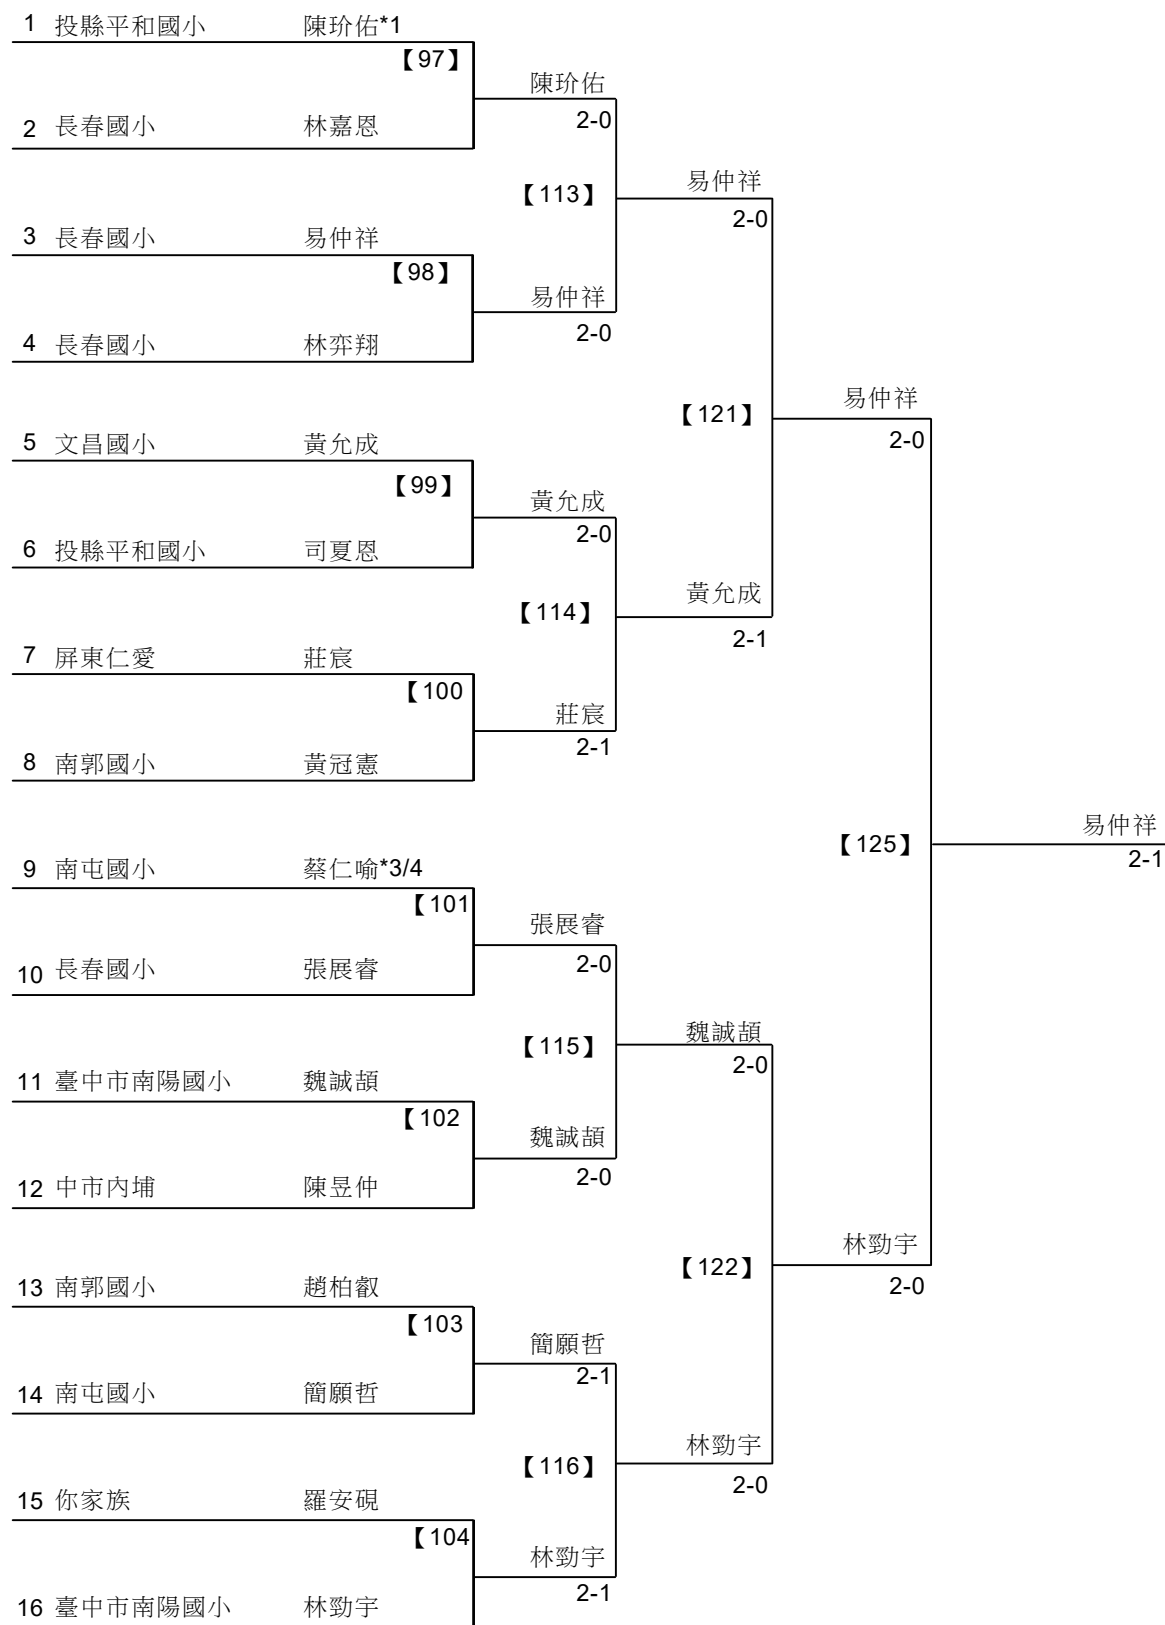 1 投縣平和國小 陳玠佑*1
【97】
陳玠佑
2-0
2 長春國小 林嘉恩
【113】
易仲祥
2-0
3 長春國小 易仲祥
【98】
易仲祥
2-0
4 長春國小 林弈翔
【121】
易仲祥
2-0
5 文昌國小 黃允成
【99】
黃允成
2-0
6 投縣平和國小 司夏恩
【114】
黃允成
2-1
7 屏東仁愛 莊宸
【100
莊宸
2-1
8 南郭國小 黃冠憲
【125】
易仲祥
2-1
9 南屯國小 蔡仁喻*3/4
【101
張展睿
2-0
10 長春國小 張展睿
【115】
魏誠頡
2-0
11 臺中市南陽國小 魏誠頡
【102
魏誠頡
2-0
12 中市內埔 陳昱仲
【122】
林勁宇
2-0
13 南郭國小 趙柏叡
【103
簡願哲
2-1
14 南屯國小 簡願哲
【116】
林勁宇
2-0
15 你家族 羅安硯
【104
林勁宇
2-1
16 臺中市南陽國小 林勁宇